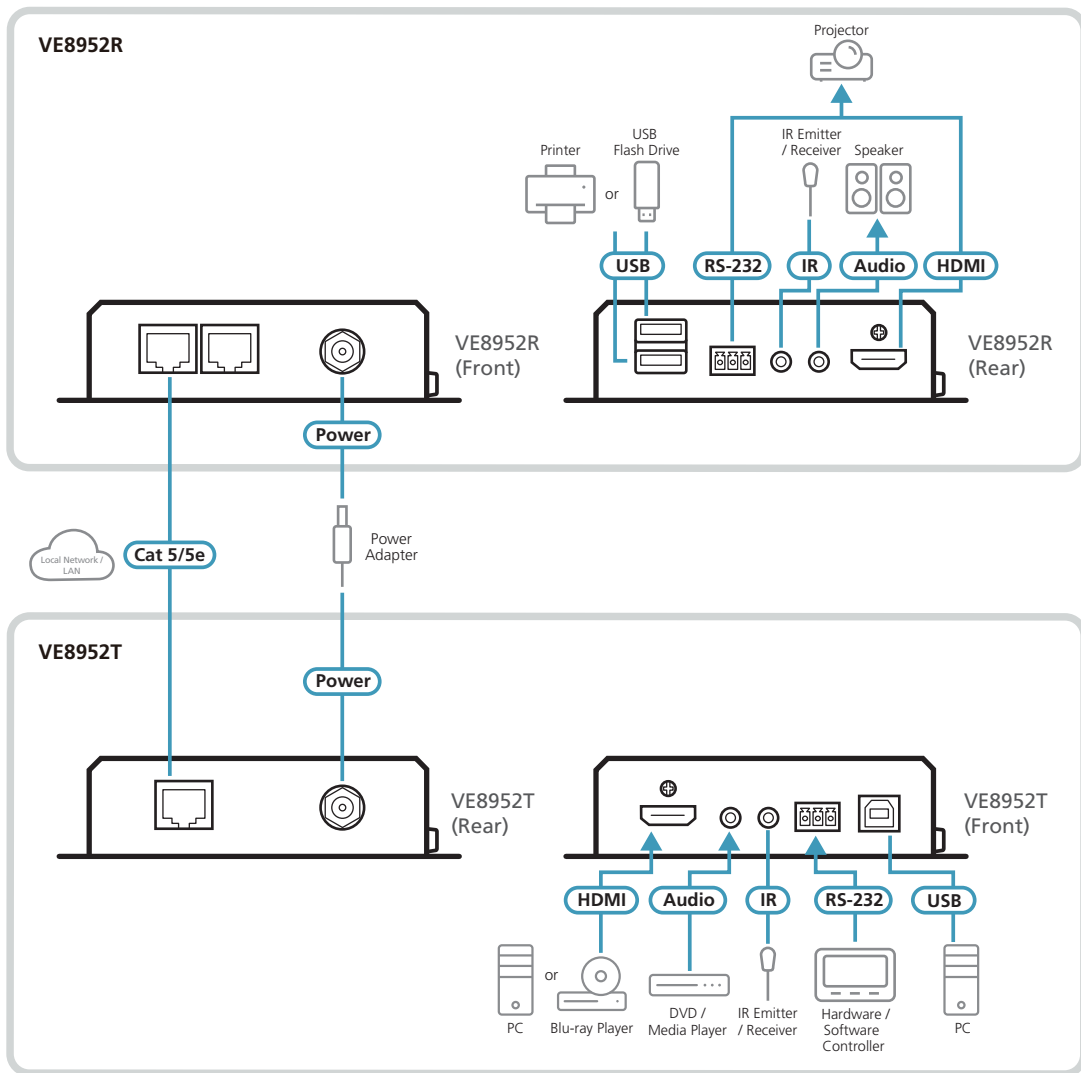 VE8952R
Projector
USB
Flash Drive
IR Emitter
/ Receiver
Speaker
Printer
or
USB
RS-232
IR
Audio
HDMI
VE8952R
(Front)
VE8952R
(Rear)
Power
Local Network /
LAN
Cat 5/5e
Power
Adapter
VE8952T
Power
VE8952T
(Rear)
VE8952T
(Front)
HDMI
Audio
IR
RS-232
USB
or
PC
Blu-ray Player
DVD /
Media Player
IR Emitter
/ Receiver
Hardware /
Software
Controller
PC